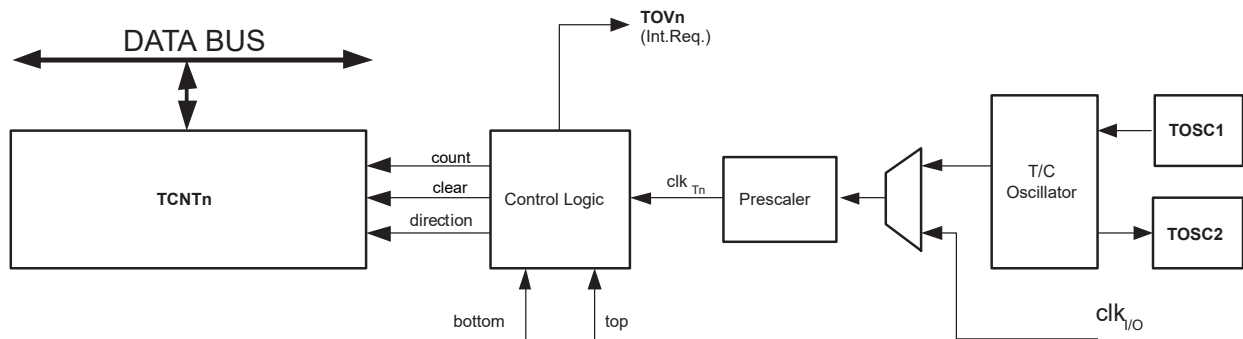 TOVn
(Int.Req.)
DATA BUS
TOSC1
count
T/C
Oscillator
clk Tn
TCNTn
clear
Control Logic
Prescaler
direction
TOSC2
bottom
top
clkI/O